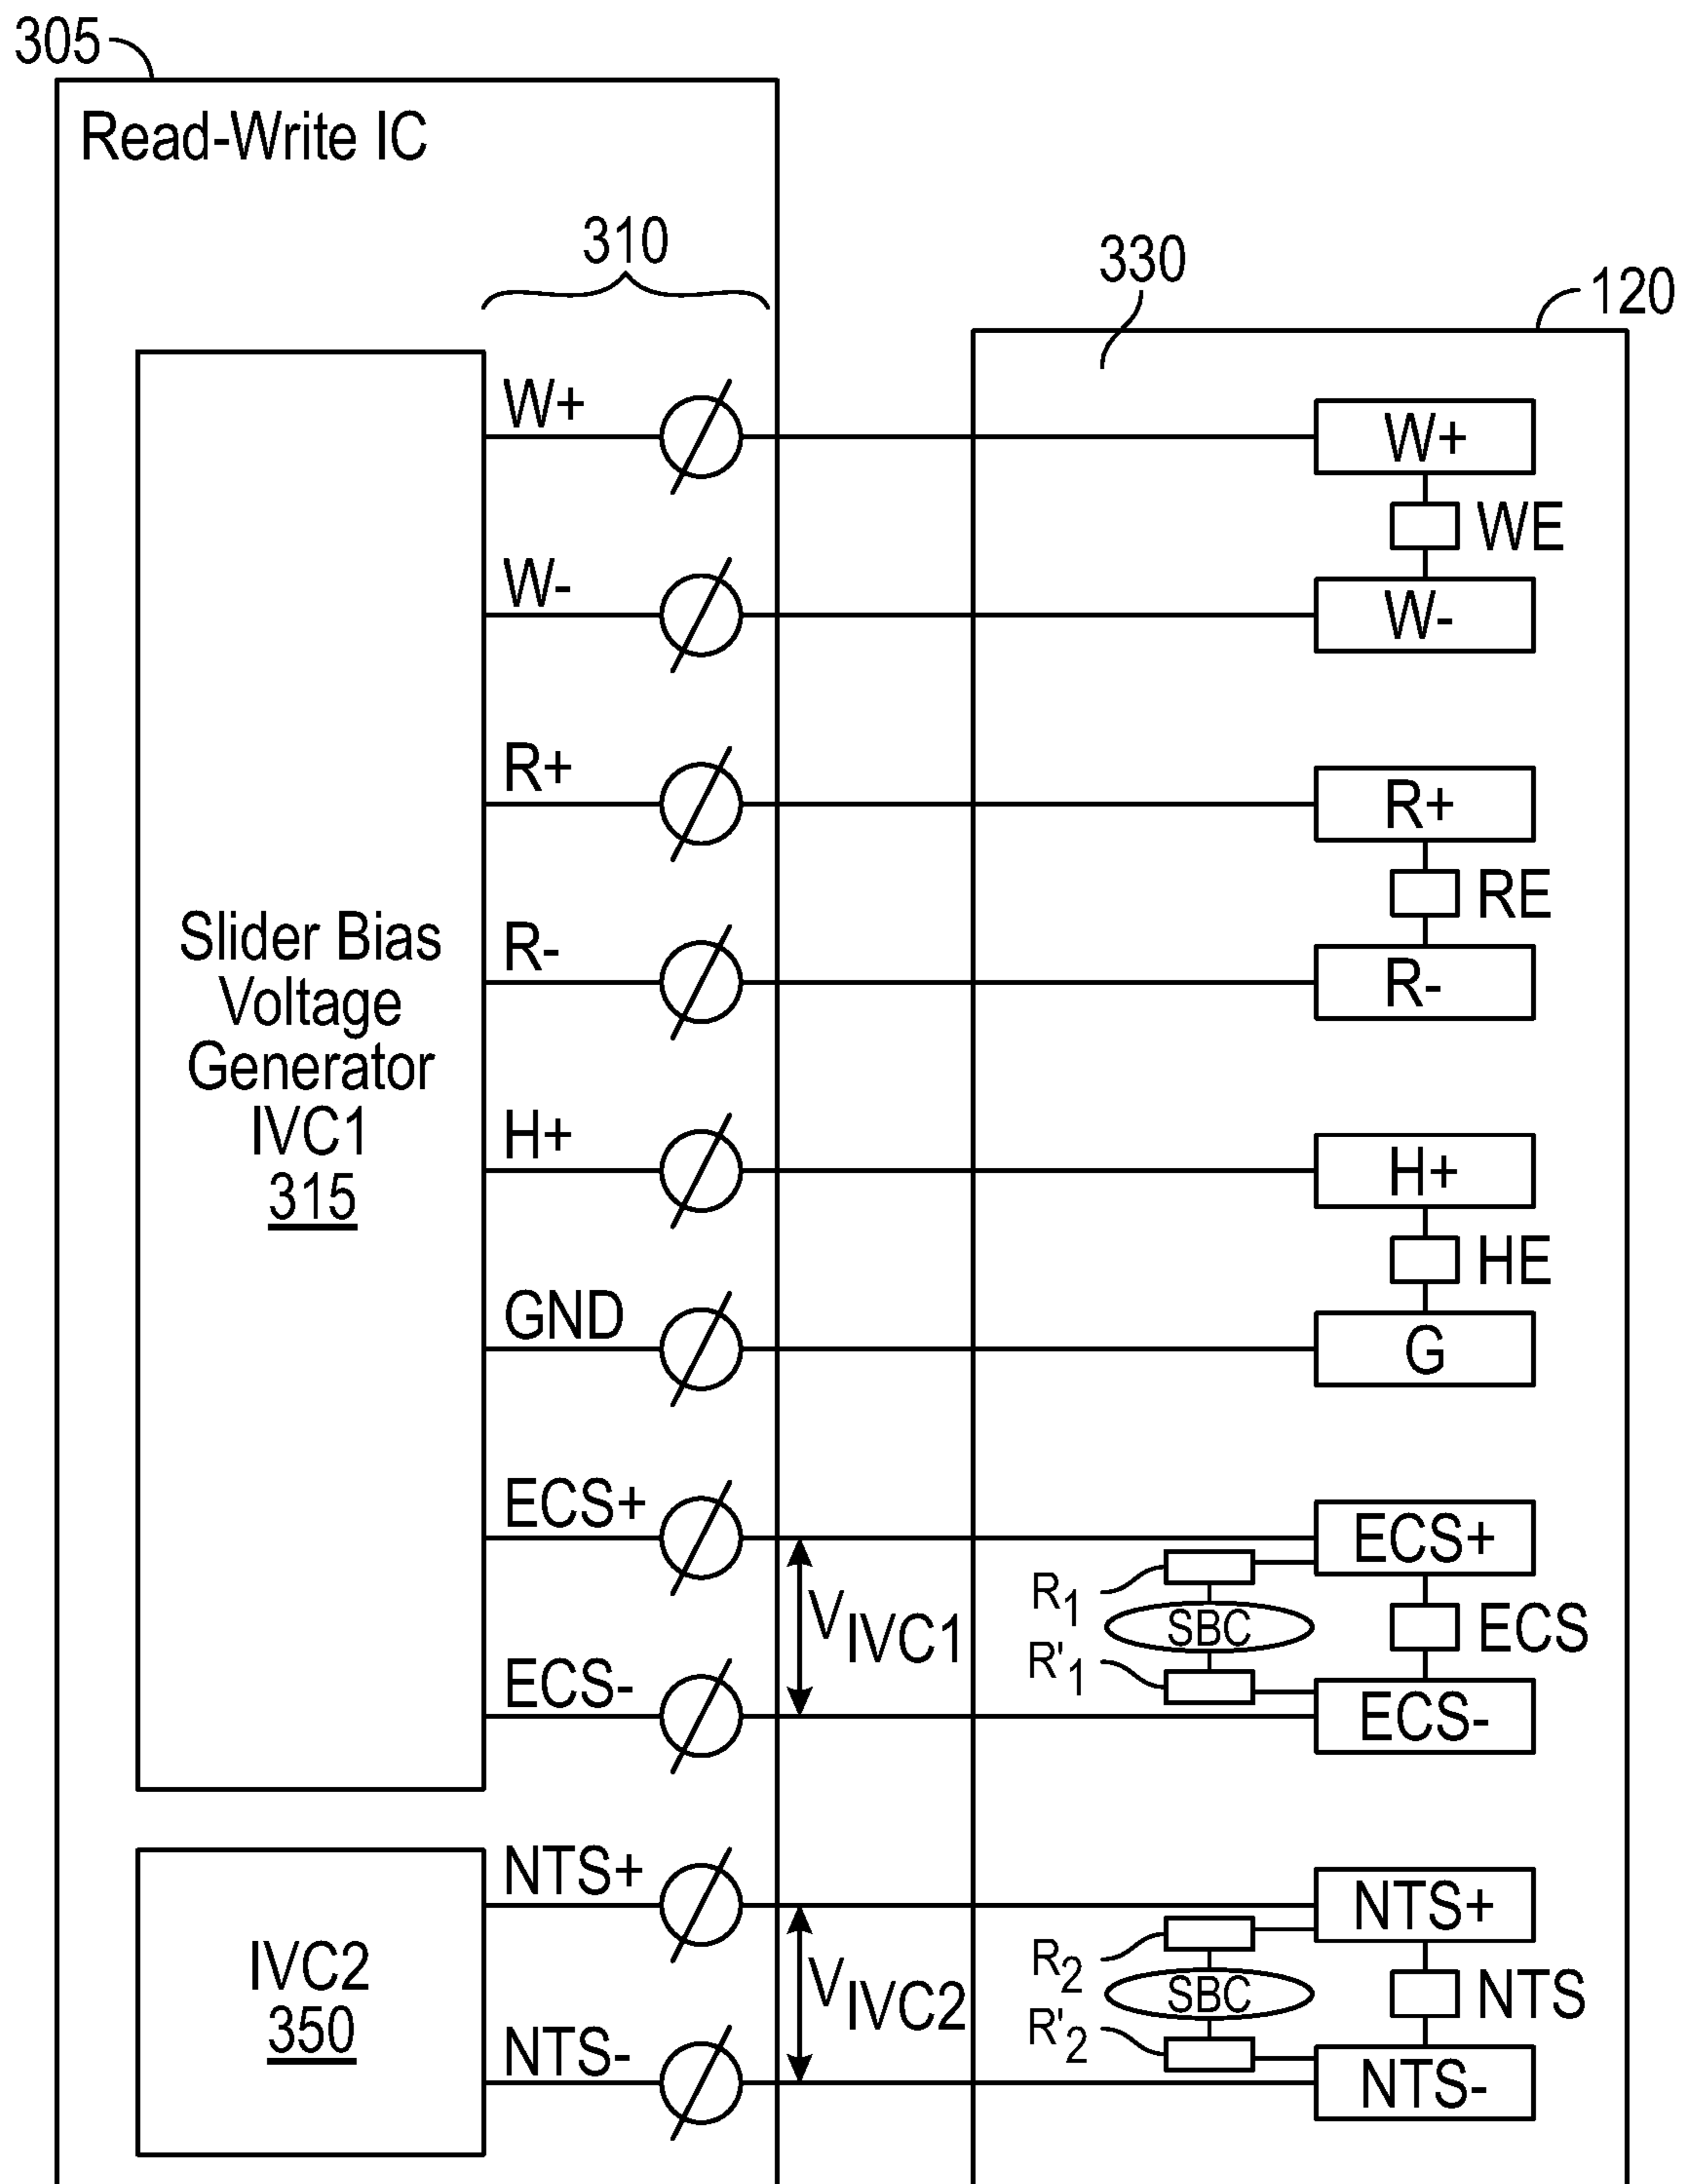 305
Read-Write IC
310
330
120
W+
W+
WE
W-
W-
R+
R+
RE
R-
R-
Slider Bias
Voltage
Generator
IVC1
315
H+
H+
HE
GND
G
ECS+
ECS+
R1
SBC
VIVC1
ECS
R'1
ECS-
ECS-
NTS+
NTS+
IVC2
350
R2
SBC
VIVC2
NTS
R'2
NTS-
NTS-